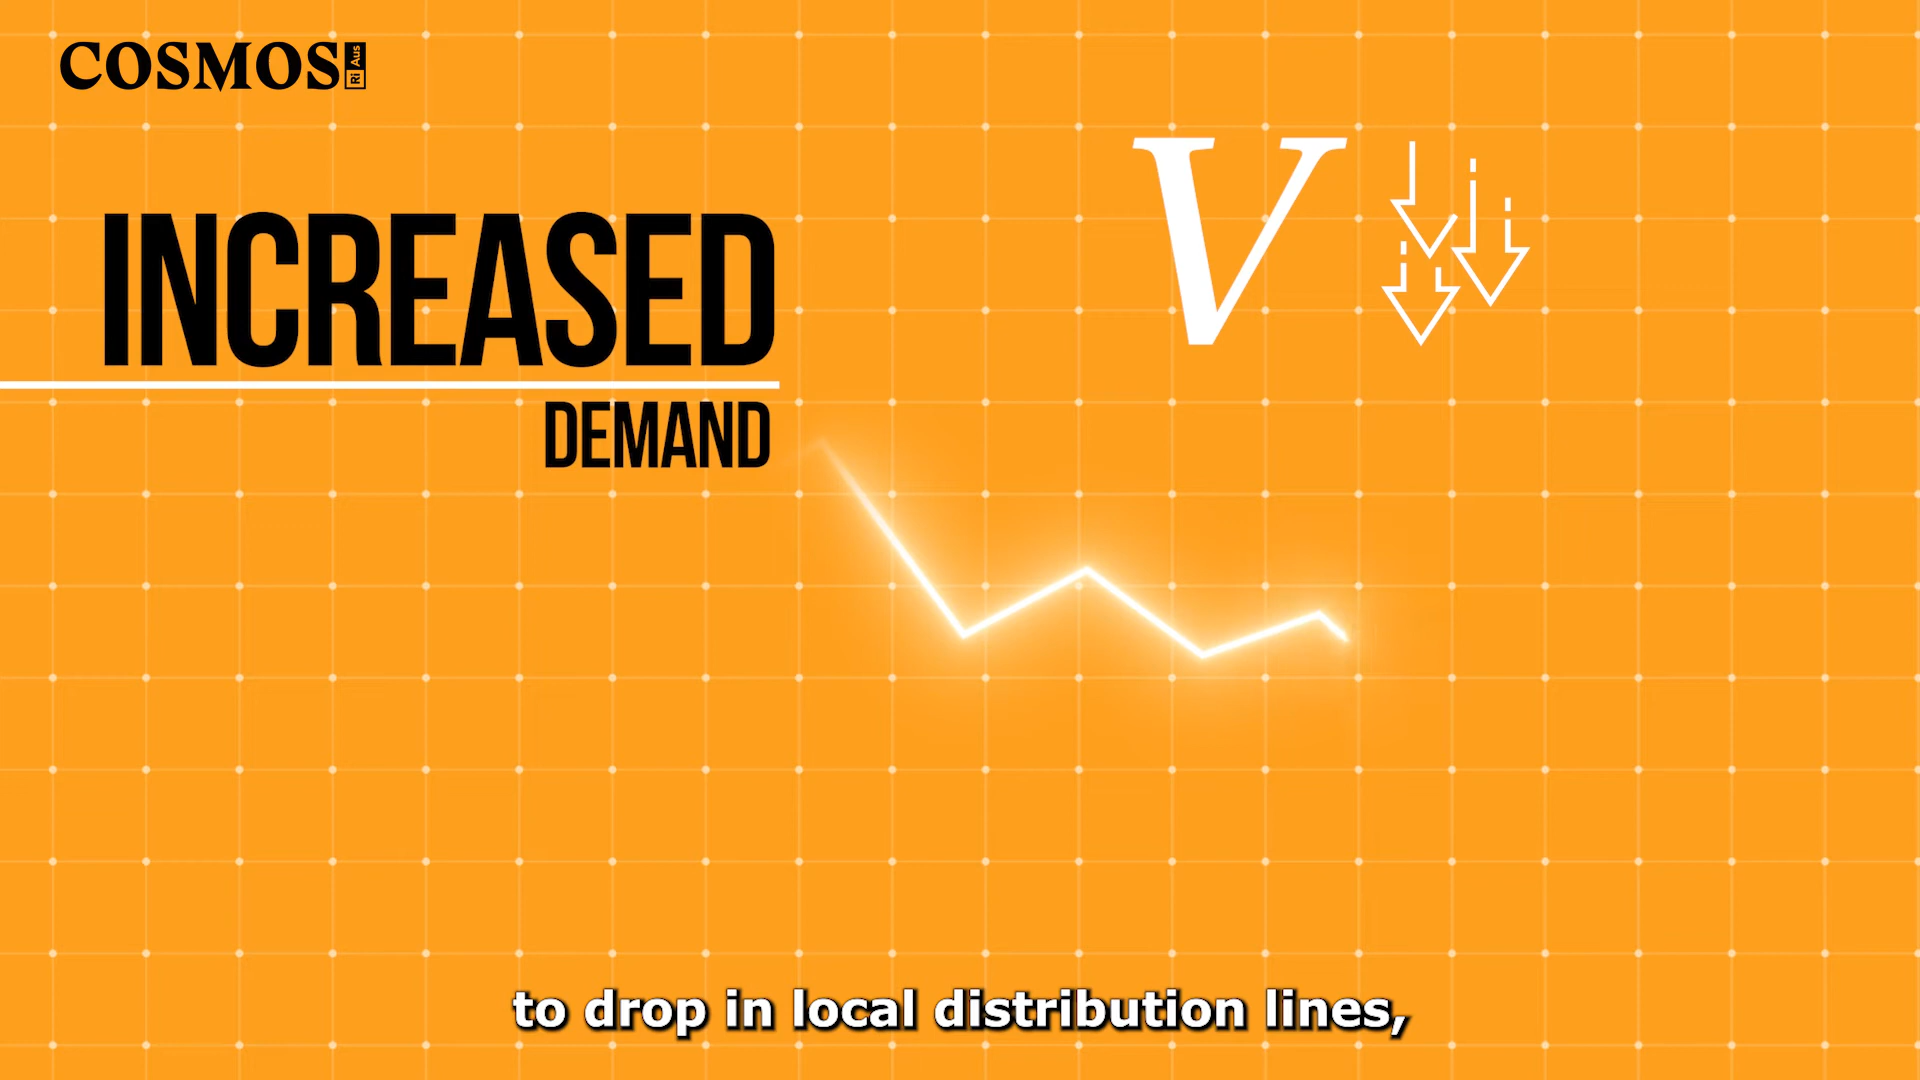 COSMOS
Ri Aus
INCREASED
DEMAND
V
to drop in local distribution lines,